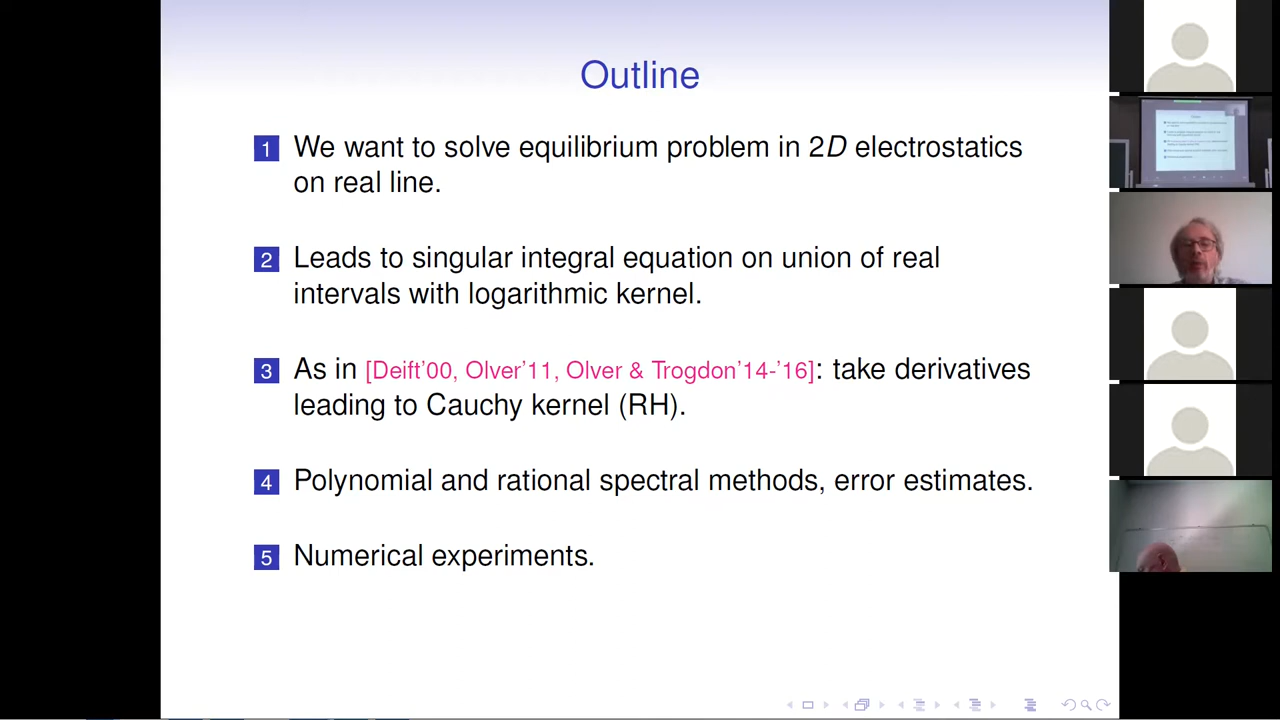 Outline
1 We want to solve equilibrium problem in 2D electrostatics
on real line.
2 Leads to singular integral equation on union of real
intervals with logarithmic kernel.
3 As in [Deift'00, Olver'11, Olver & Trogdon'14-'16]: take derivatives
leading to Cauchy kernel (RH).
4 Polynomial and rational spectral methods, error estimates.
5 Numerical experiments.